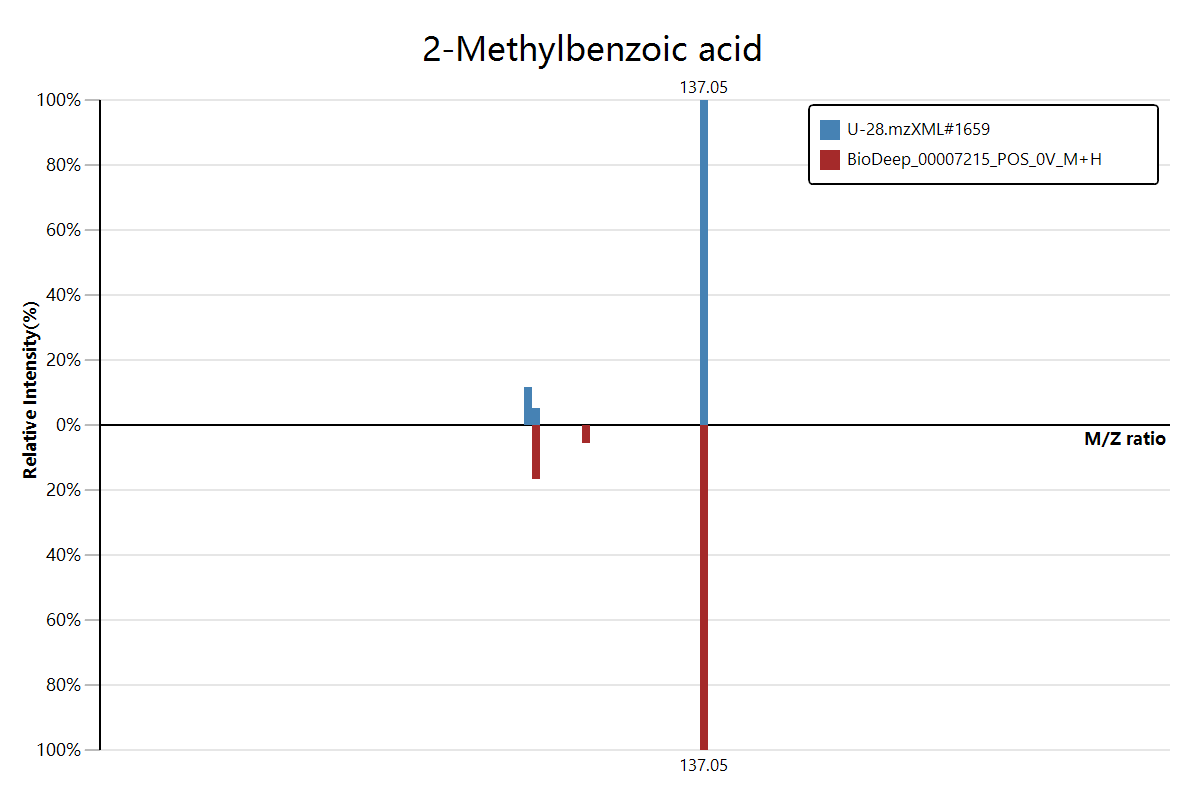 2-Methylbenzoic acid
137.05
U-28.mzXML#1659
BioDeep_00007215_POS_0V_M+H
100%
80%
60%
40%
20%
0%
20%
40%
60%
80%
100%
Relative Intensity(%)
M/Z ratio
137.05